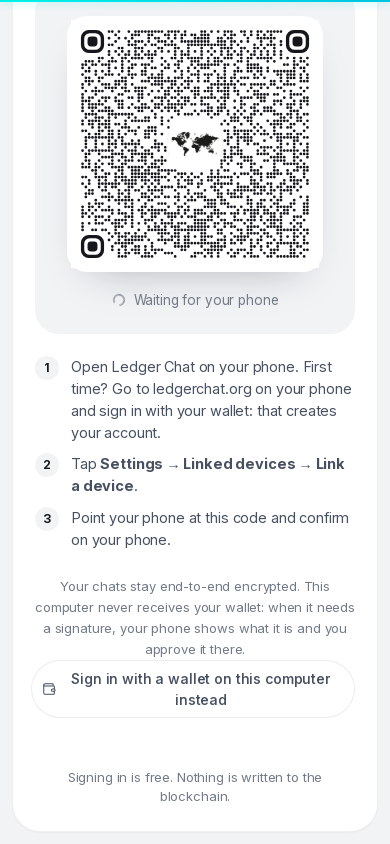 Waiting for your phone
1
Open Ledger Chat on your phone. First
time? Go to ledgerchat.org on your phone
and sign in with your wallet: that creates
your account.
2
Tap Settings → Linked devices → Link
a device.
3
Point your phone at this code and confirm
on your phone.
Your chats stay end-to-end encrypted. This
computer never receives your wallet: when it needs
a signature, your phone shows what it is and you
approve it there.
Sign in with a wallet on this computer
instead
Signing in is free. Nothing is written to the
blockchain.